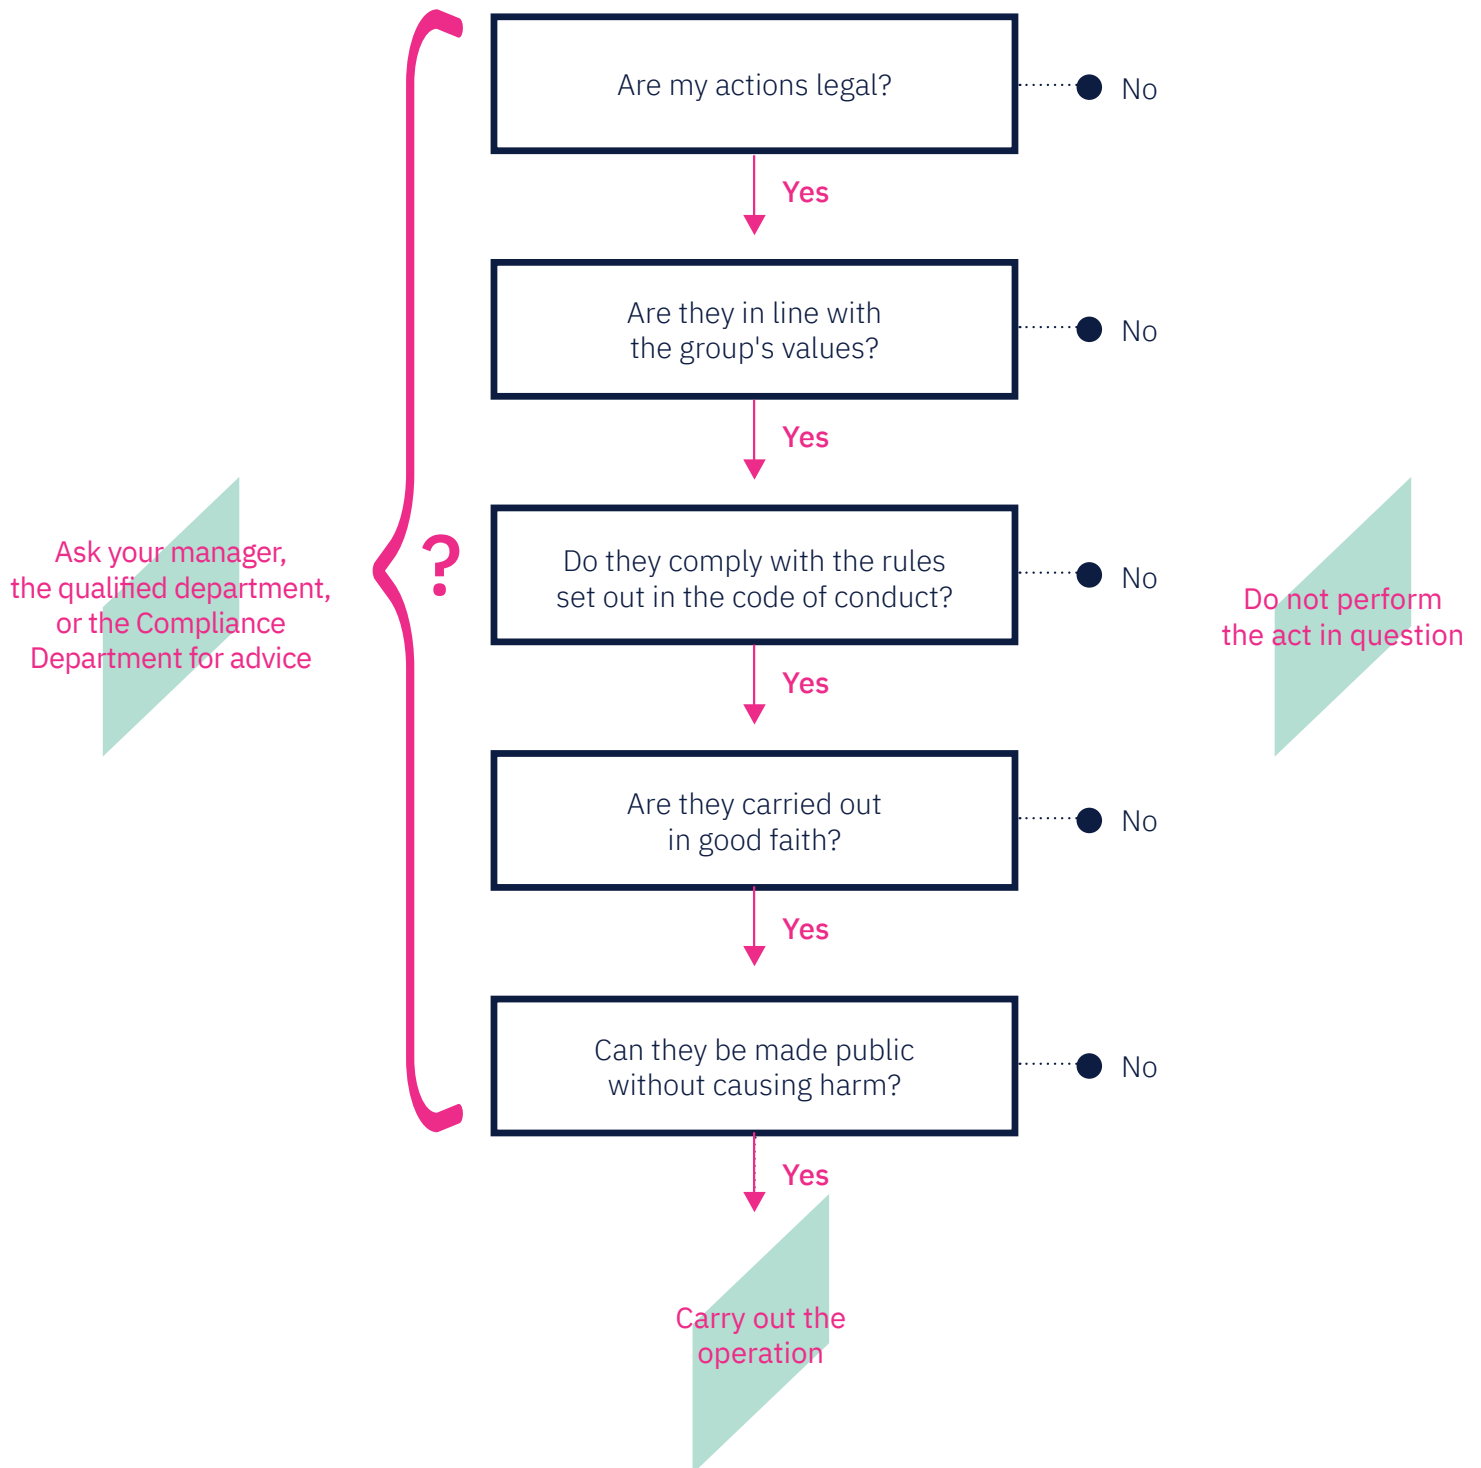 Are my actions legal?
No
Yes
Are they in line with
the group's values?
No
Yes
Ask your manager,
the qualified department,
or the Compliance
Department for advice
?
Do they comply with the rules
set out in the code of conduct?
No
Do not perform
the act in question
Yes
Are they carried out
in good faith?
No
Yes
Can they be made public
without causing harm?
No
Yes
Carry out the
operation